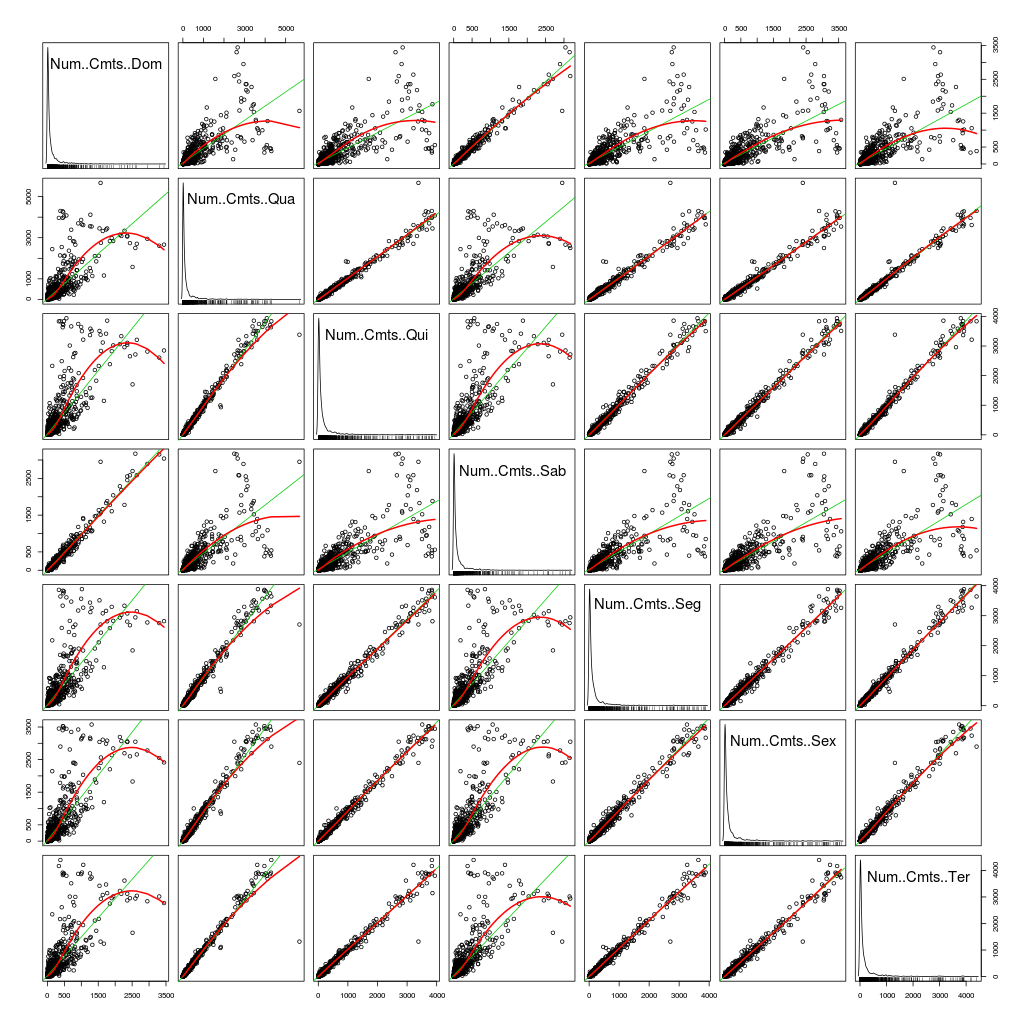 0 1000 3000 5000 0 1000 2500 0 500 1500 2500 3500
Num..Cmts..Dom
0 500 1500 2500 3500
0 1000 3000 5000
Num..Cmts..Qua
Num..Cmts..Qui
0 1000 2000 3000 4000
0 500 1500 2500
Num..Cmts..Sab
Num..Cmts..Seg
0 1000 2000 3000 4000
0 500 1500 2500 3500
Num..Cmts..Sex
Num..Cmts..Ter
0 1000 2000 3000 4000
0 500 1500 2500 3500 0 1000 2000 3000 4000 0 1000 2000 3000 4000 0 1000 2000 3000 4000